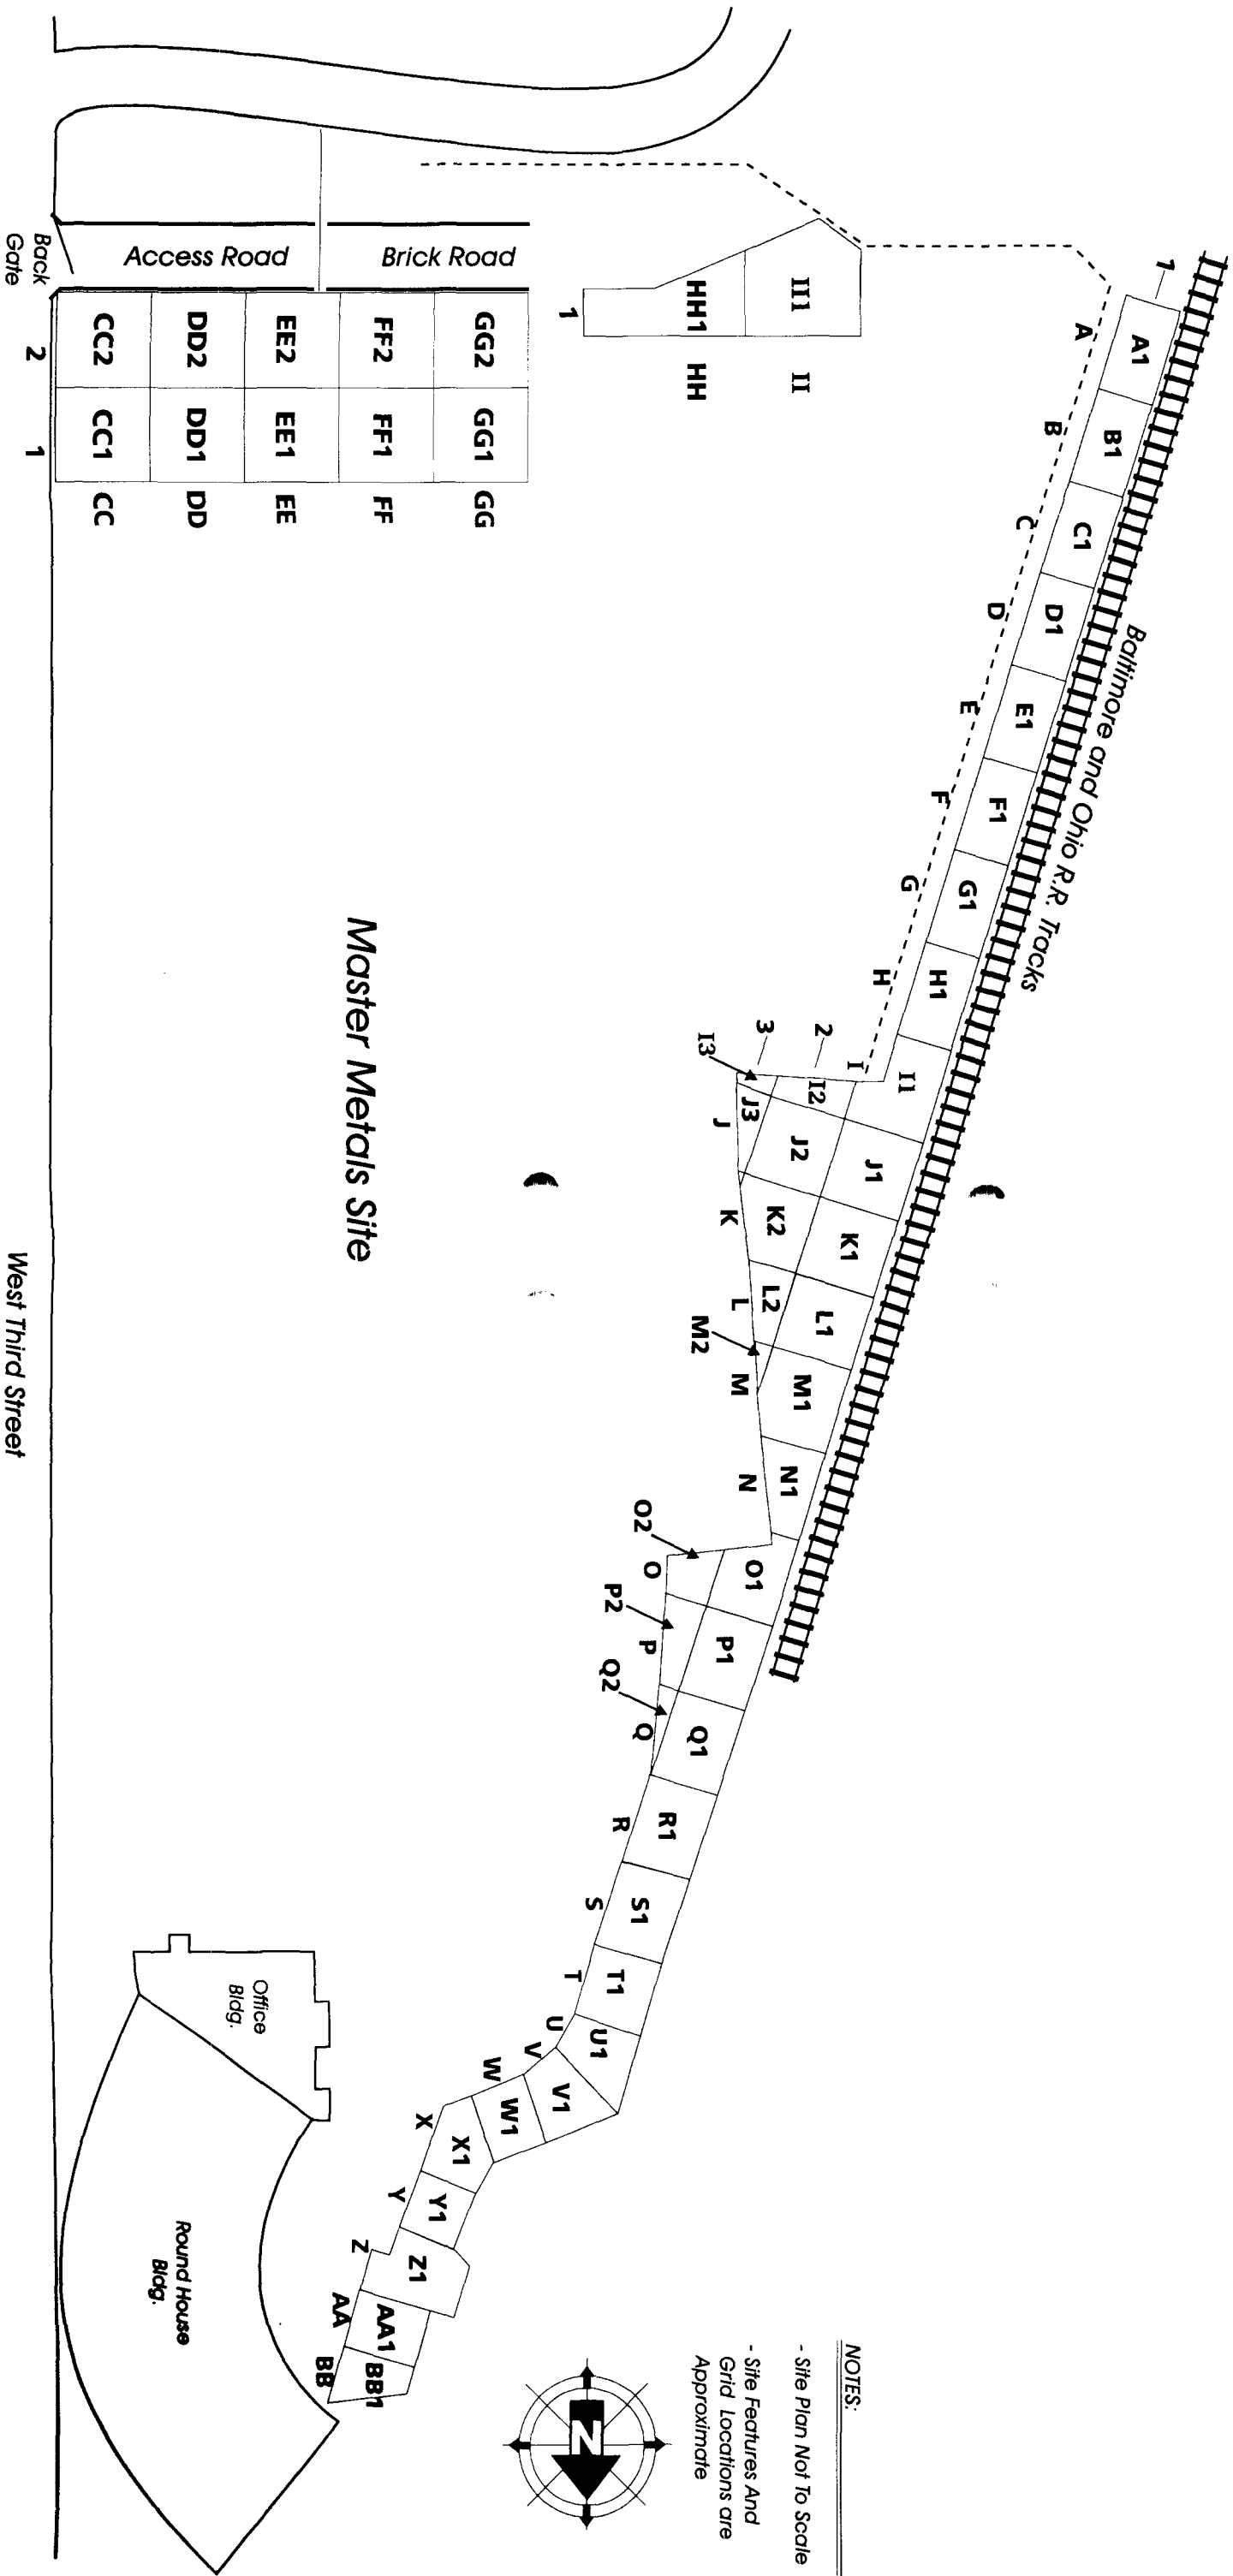 Back
Gate
Access Road
Brick Road
2
1
CC2
DD2
EE2
FF2
GG2
CC1
DD1
EE1
FF1
GG1
CC
DD
EE
FF
GG
1
HH1
II1
HH
II
1
A
B
C
D
E
F
G
H
I
A1
B1
C1
D1
E1
F1
G1
H1
I1
Baltimore and Ohio R.R. Tracks
2
3
I3
I2
J3
J2
J1
J
K
K2
K1
L
L2
L1
M2
M
M1
N
N1
O2
O
O1
P2
P
P1
Q2
Q
Q1
R
R1
S
S1
T
T1
U
U1
V
V1
W
W1
X
X1
Y
Y1
Z
Z1
AA
AA1
BB
BB1
Master Metals Site
West Third Street
Office
Bldg.
Round House
Bldg.
NOTES:
- Site Plan Not To Scale
- Site Features And
Grid Locations are
Approximate
N